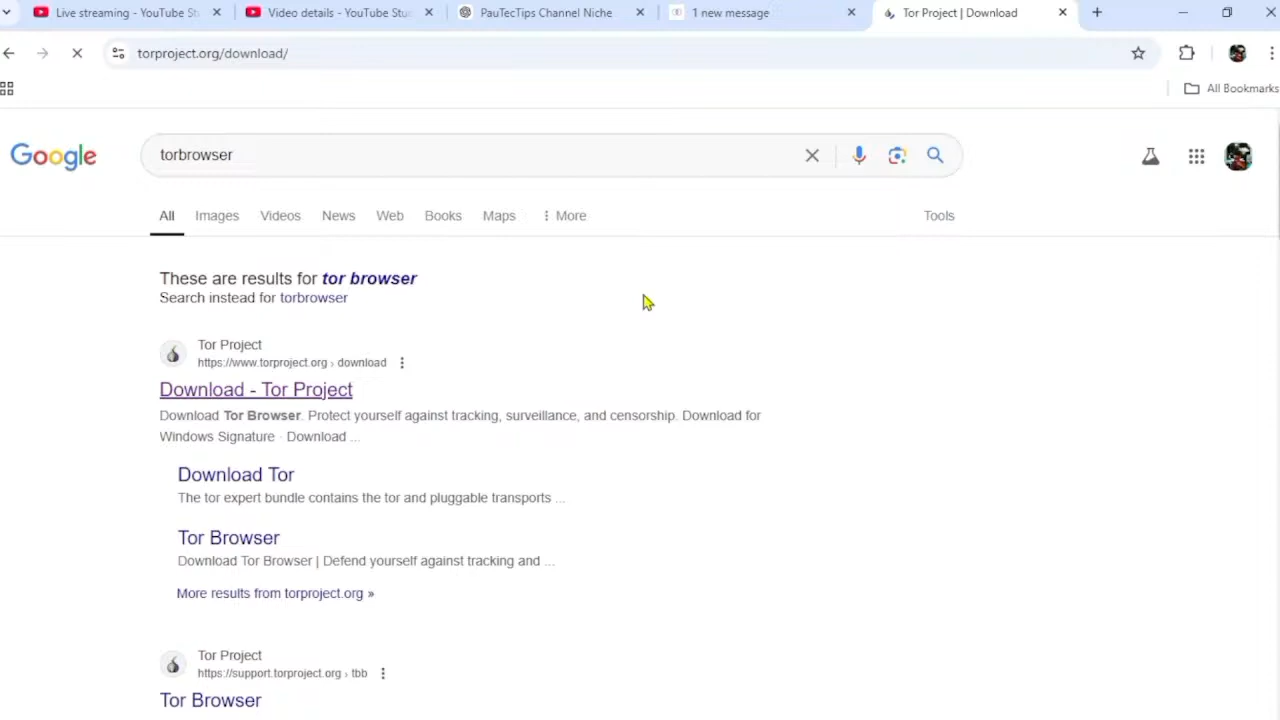 Live streaming - YouTube St
Video details - YouTube Stu
PauTecTips Channel Niche
1 new message
Tor Project | Download
torproject.org/download/
All Bookmarks
Google
torbrowser
All
Images
Videos
News
Web
Books
Maps
More
Tools
These are results for tor browser
Search instead for torbrowser
Tor Project
https://www.torproject.org › download
Download - Tor Project
Download Tor Browser. Protect yourself against tracking, surveillance, and censorship. Download for
Windows Signature · Download ...
Download Tor
The tor expert bundle contains the tor and pluggable transports ...
Tor Browser
Download Tor Browser | Defend yourself against tracking and ...
More results from torproject.org »
Tor Project
https://support.torproject.org › tbb
Tor Browser